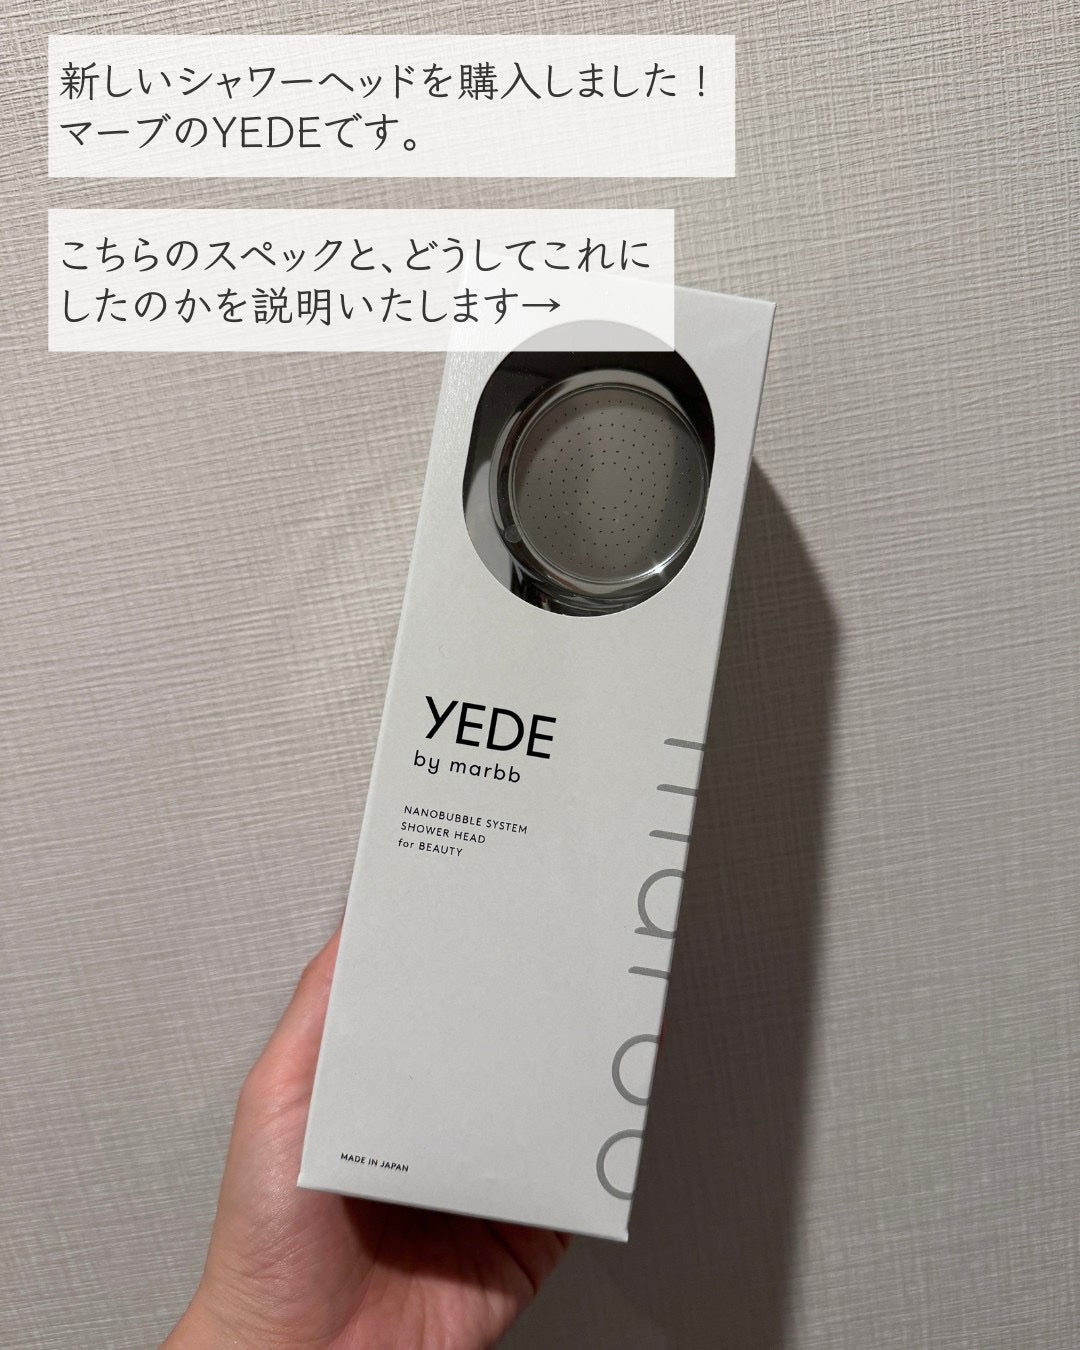 新しいシャワーヘッドを購入しました！
マーブのYEDEです。
こちらのスペックと、どうしてこれに
したのかを説明いたします→
YEDE
by marbb
NANOBUBBLE SYSTEM
SHOWER HEAD
for BEAUTY
marbb
MADE IN JAPAN